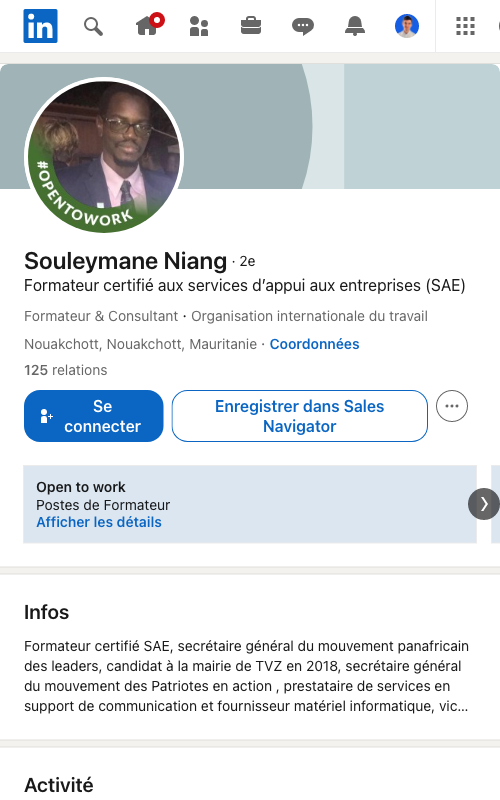 in
#OPENTOWORK
Souleymane Niang · 2e
Formateur certifié aux services d’appui aux entreprises (SAE)
Formateur & Consultant • Organisation internationale du travail
Nouakchott, Nouakchott, Mauritanie · Coordonnées
125 relations
Se connecter
Enregistrer dans Sales Navigator
Open to work
Postes de Formateur
Afficher les détails
Infos
Formateur certifié SAE, secrétaire général du mouvement panafricain
des leaders, candidat à la mairie de TVZ en 2018, secrétaire général
du mouvement des Patriotes en action , prestataire de services en
support de communication et fournisseur matériel informatique, vic...
Activité